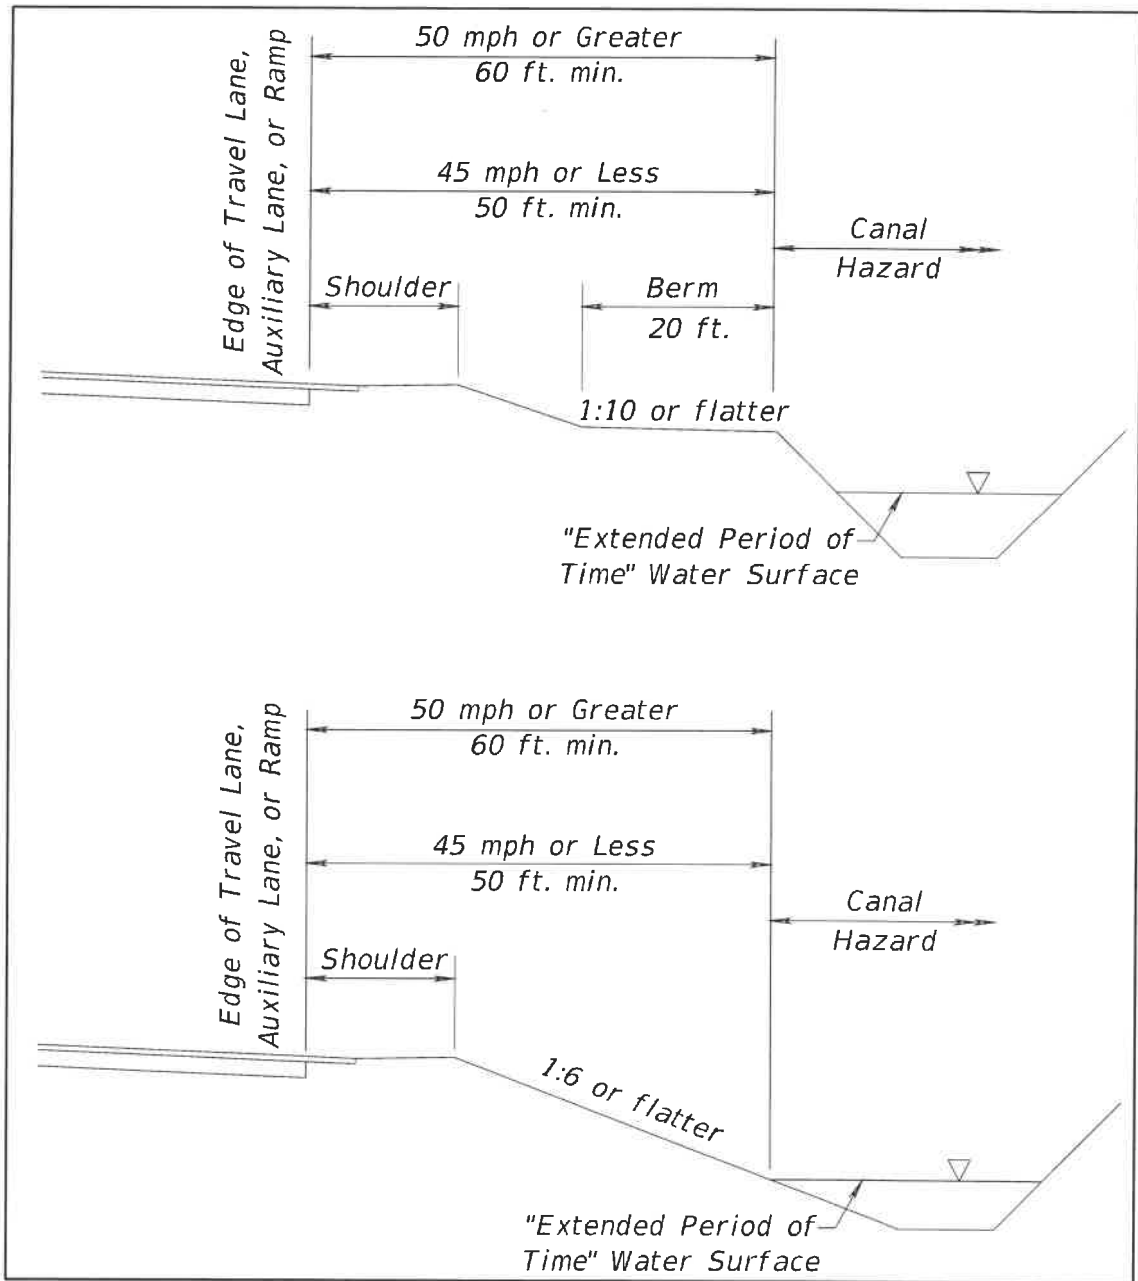 50 mph or Greater
60 ft. min.
Edge of Travel Lane,
Auxiliary Lane, or Ramp
45 mph or Less
50 ft. min.
Canal
Hazard
Shoulder
Berm
20 ft.
1:10 or flatter
"Extended Period of
Time" Water Surface
50 mph or Greater
60 ft. min.
Edge of Travel Lane,
Auxiliary Lane, or Ramp
45 mph or Less
50 ft. min.
Canal
Hazard
Shoulder
1:6 or flatter
"Extended Period of
Time" Water Surface